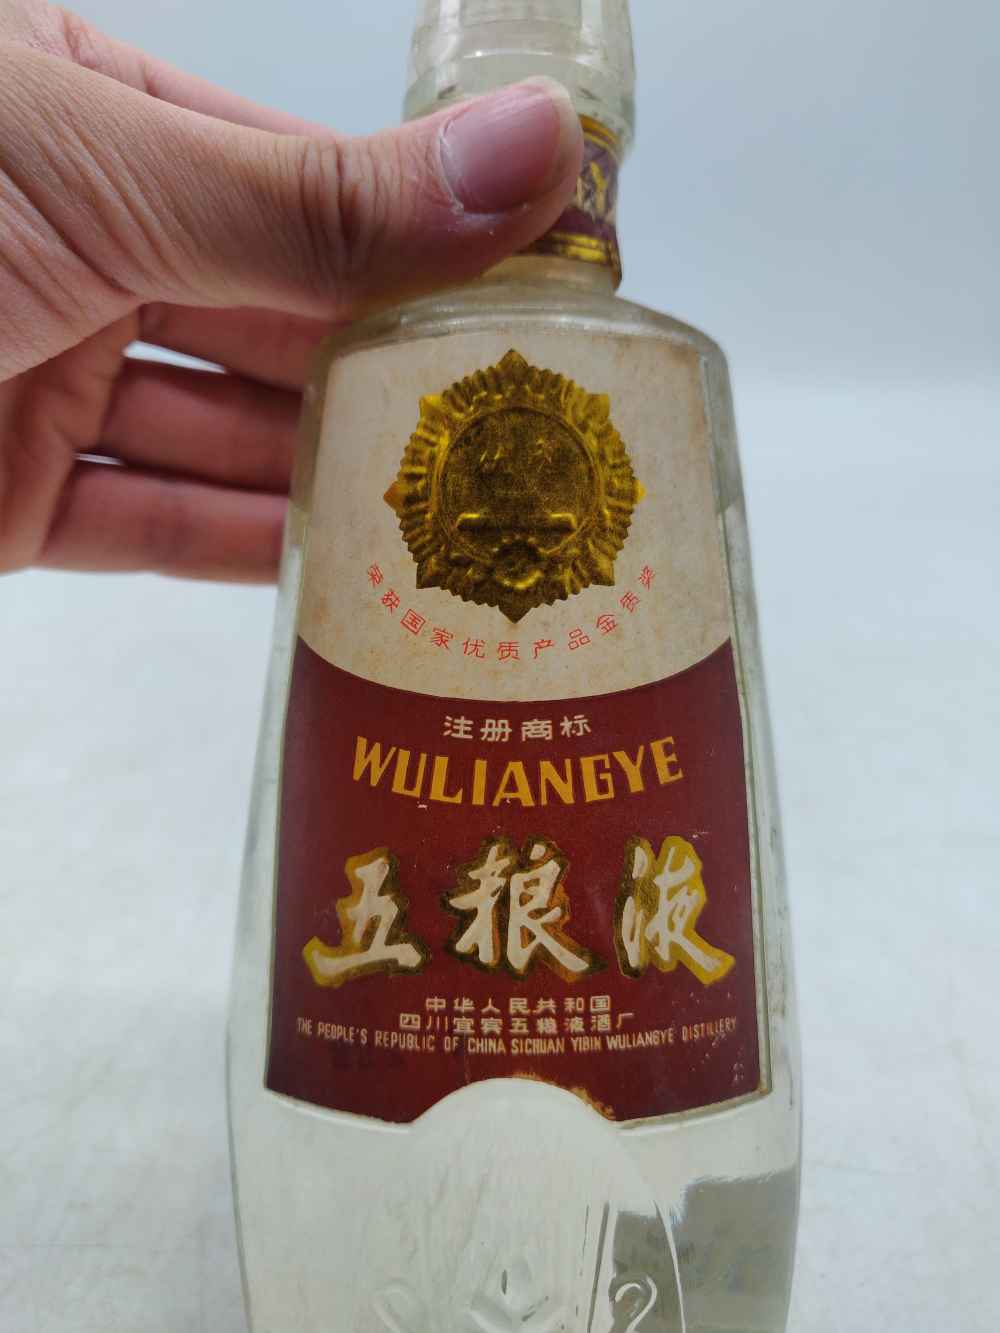 荣获国家优质产品金质奖
注册商标
WULIANGYE
五粮液
中华人民共和国
四川宜宾五粮液酒厂
THE PEOPLE'S REPUBLIC OF CHINA SICHUAN YIBIN WULIANGYE DISTILLERY